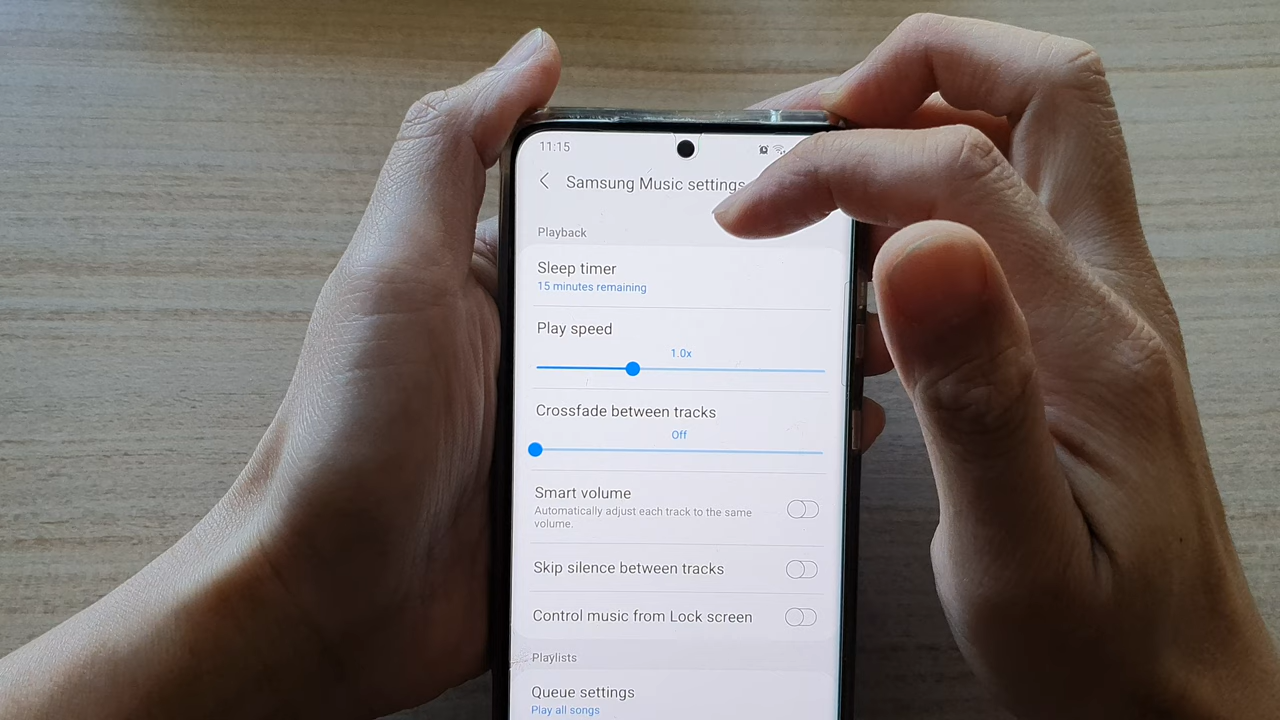 11:15
Samsung Music settings
Playback
Sleep timer
15 minutes remaining
Play speed
1.0x
Crossfade between tracks
Off
Smart volume
Automatically adjust each track to the same
volume.
Skip silence between tracks
Control music from Lock screen
Playlists
Queue settings
Play all songs